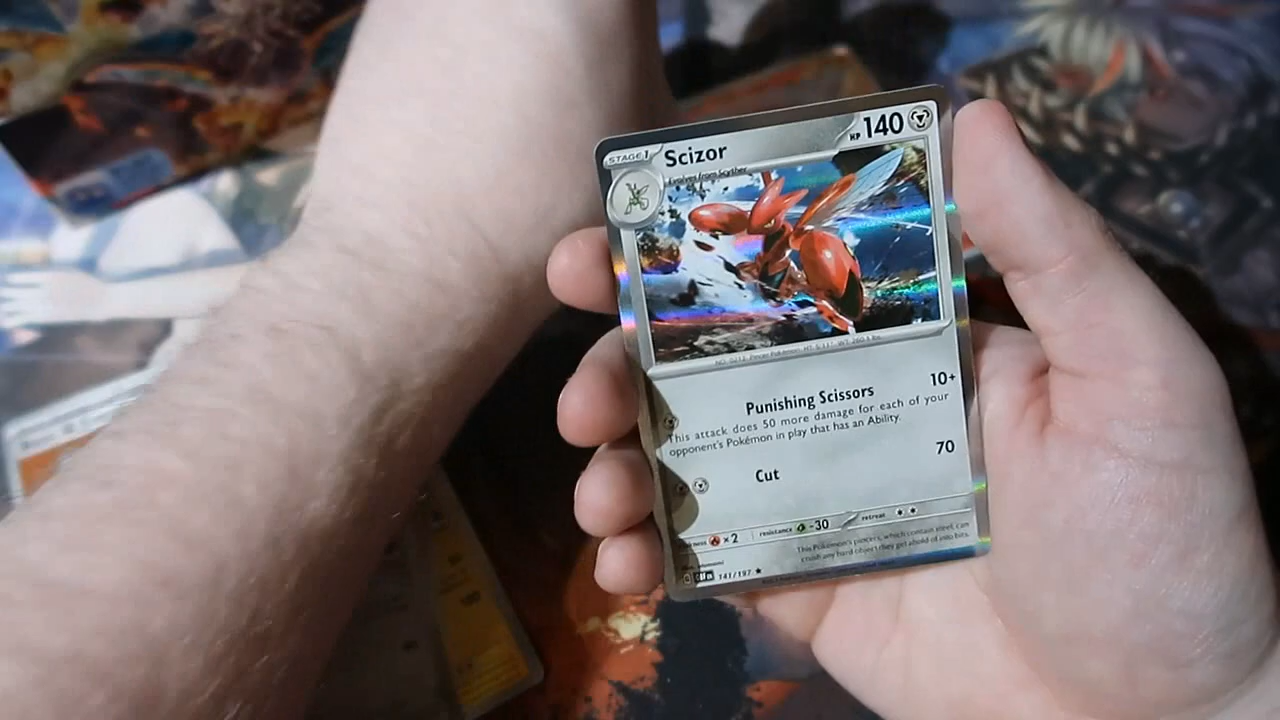 STAGE 1 Scizor HP 140
Evolves from Scyther
NO. 0212 Pincer Pokémon HT: 5'11" WT: 260.1 lbs.
Punishing Scissors 10+
This attack does 50 more damage for each of your
opponent's Pokémon in play that has an Ability.
Cut 70
×2 resistance -30 retreat
This Pokémon's pincers, which contain steel, can
crush any hard object they get ahold of into bits.
141/197